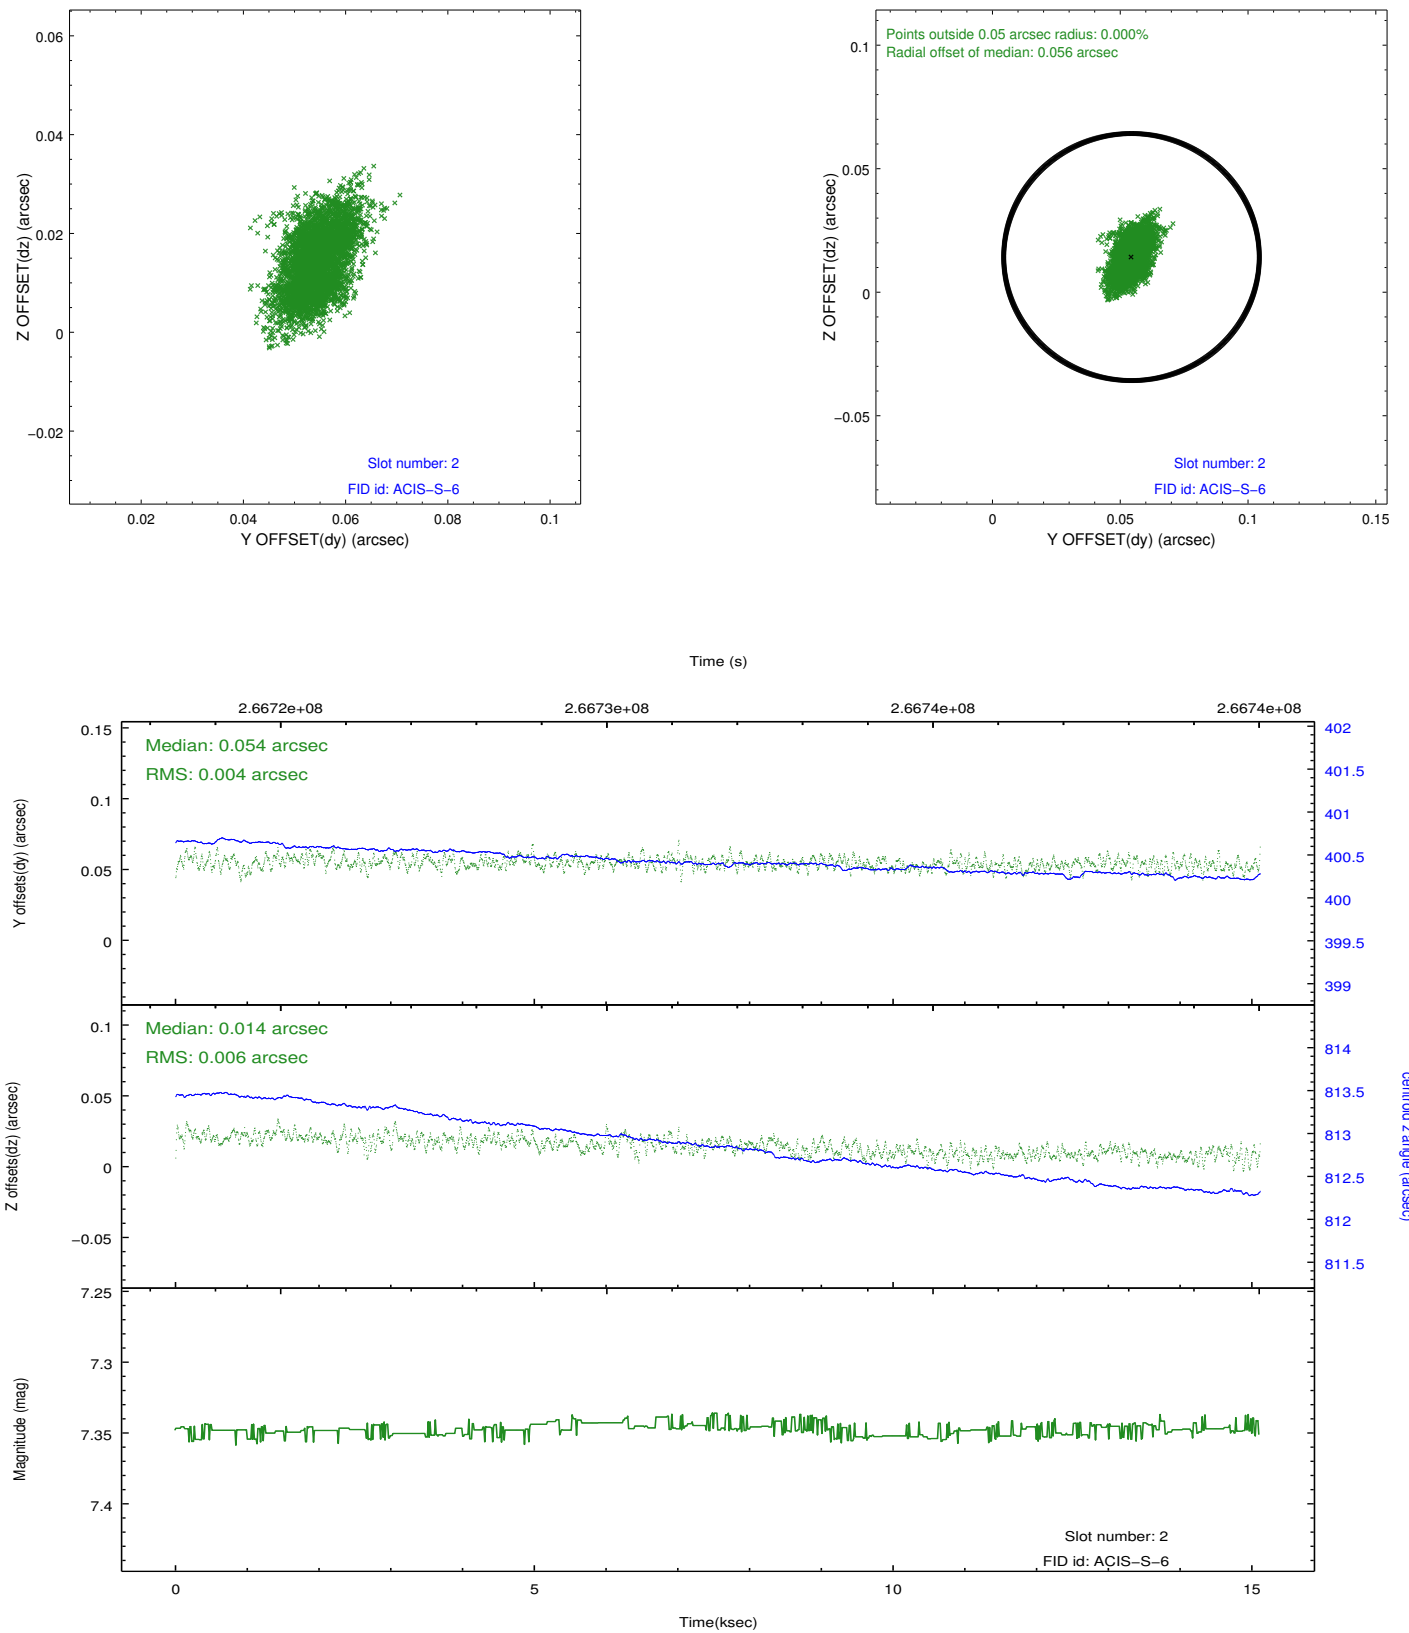 0.06
0.04
0.02
0
−0.02
Z OFFSET(dz) (arcsec)
Slot number: 2
FID id: ACIS−S−6
0.02
0.04
0.06
0.08
0.1
Y OFFSET(dy) (arcsec)
Points outside 0.05 arcsec radius: 0.000%
Radial offset of median: 0.056 arcsec
0.1
0.05
0
−0.05
Z OFFSET(dz) (arcsec)
Slot number: 2
FID id: ACIS−S−6
0
0.05
0.1
0.15
Y OFFSET(dy) (arcsec)
Time (s)
2.6672e+08
2.6673e+08
2.6674e+08
2.6674e+08
Median: 0.054 arcsec
RMS: 0.004 arcsec
0.15
0.1
0.05
0
Y offsets(dy) (arcsec)
402
401.5
401
400.5
400
399.5
399
Median: 0.014 arcsec
RMS: 0.006 arcsec
0.1
0.05
0
−0.05
Z offsets(dz) (arcsec)
814
813.5
813
812.5
812
811.5
centroid z angle (arcsec)
7.25
7.3
7.35
7.4
Magnitude (mag)
Slot number: 2
FID id: ACIS−S−6
0
5
10
15
Time(ksec)